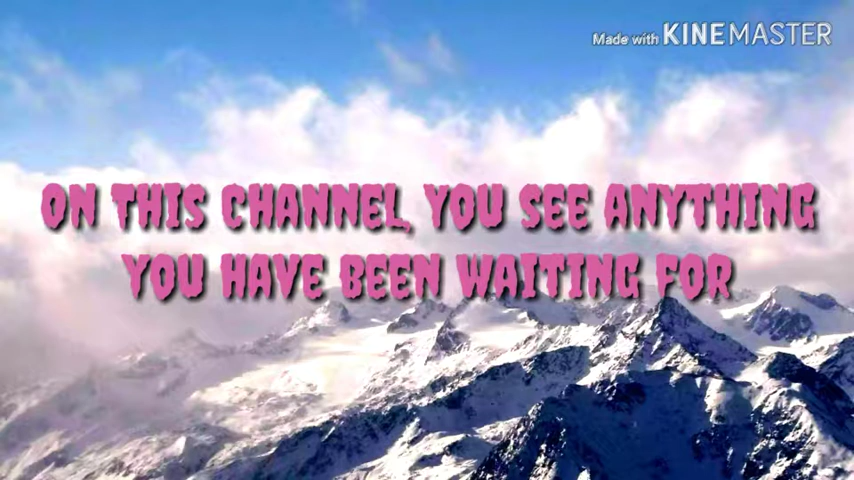 Made with KINEMASTER
ON THIS CHANNEL, YOU SEE ANYTHING
YOU HAVE BEEN WAITING FOR